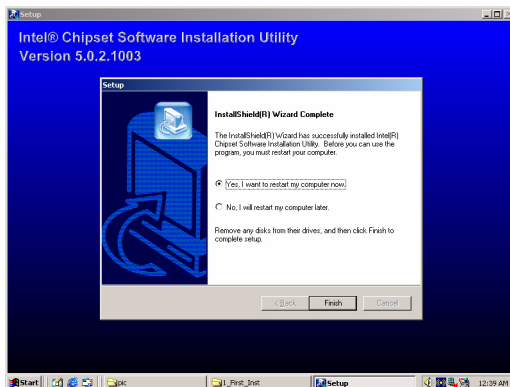 Setup
Intel® Chipset Software Installation Utility
Version 5.0.2.1003
Setup
InstallShield(R) Wizard Complete
The InstallShield(R) Wizard has successfully installed Intel(R)
Chipset Software Installation Utility. Before you can use the
program, you must restart your computer.
Yes, I want to restart my computer now.
No, I will restart my computer later.
Remove any disks from their drives, and then click Finish to
complete setup.
< Back
Finish
Cancel
Start
pic
1_First_Inst
Setup
12:39 AM